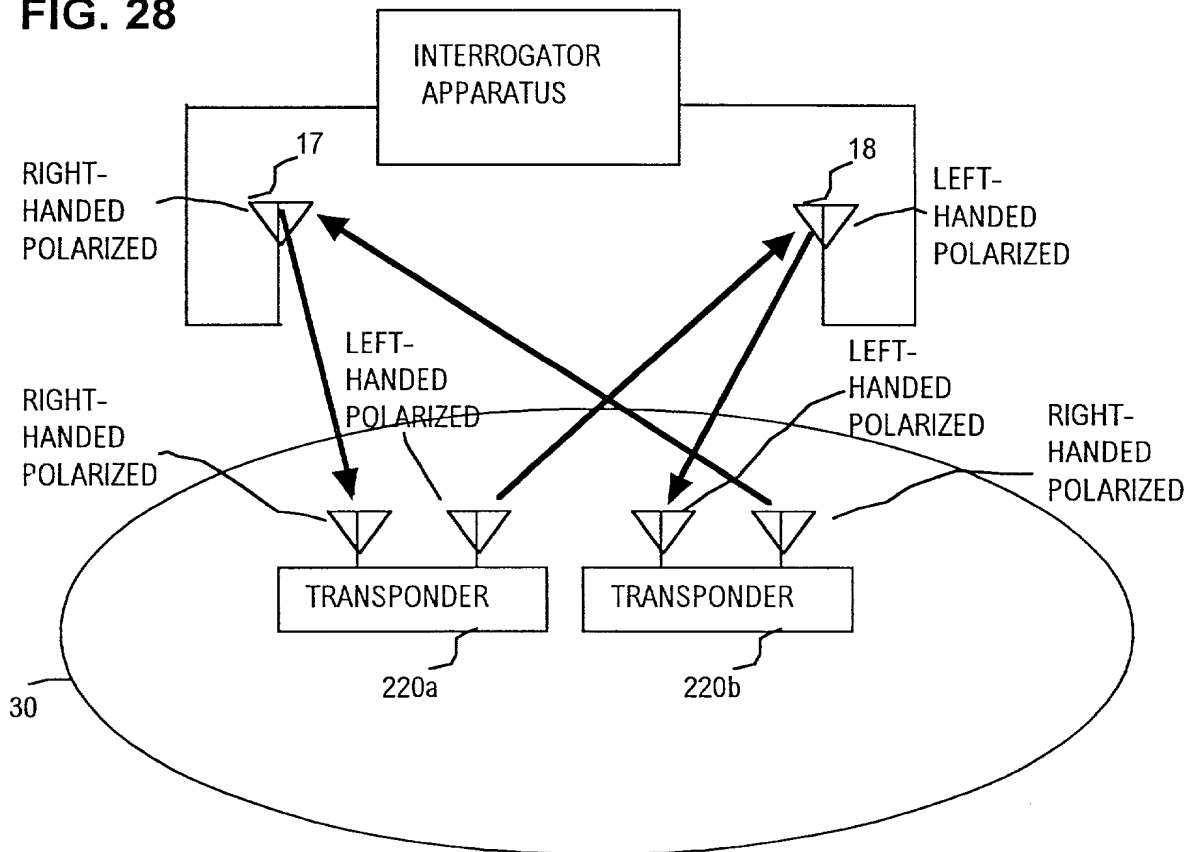 FIG. 28
INTERROGATOR
APPARATUS
17
18
RIGHT-
HANDED
POLARIZED
LEFT-
HANDED
POLARIZED
LEFT-
HANDED
POLARIZED
LEFT-
HANDED
POLARIZED
RIGHT-
HANDED
POLARIZED
RIGHT-
HANDED
POLARIZED
TRANSPONDER
TRANSPONDER
220a
220b
30